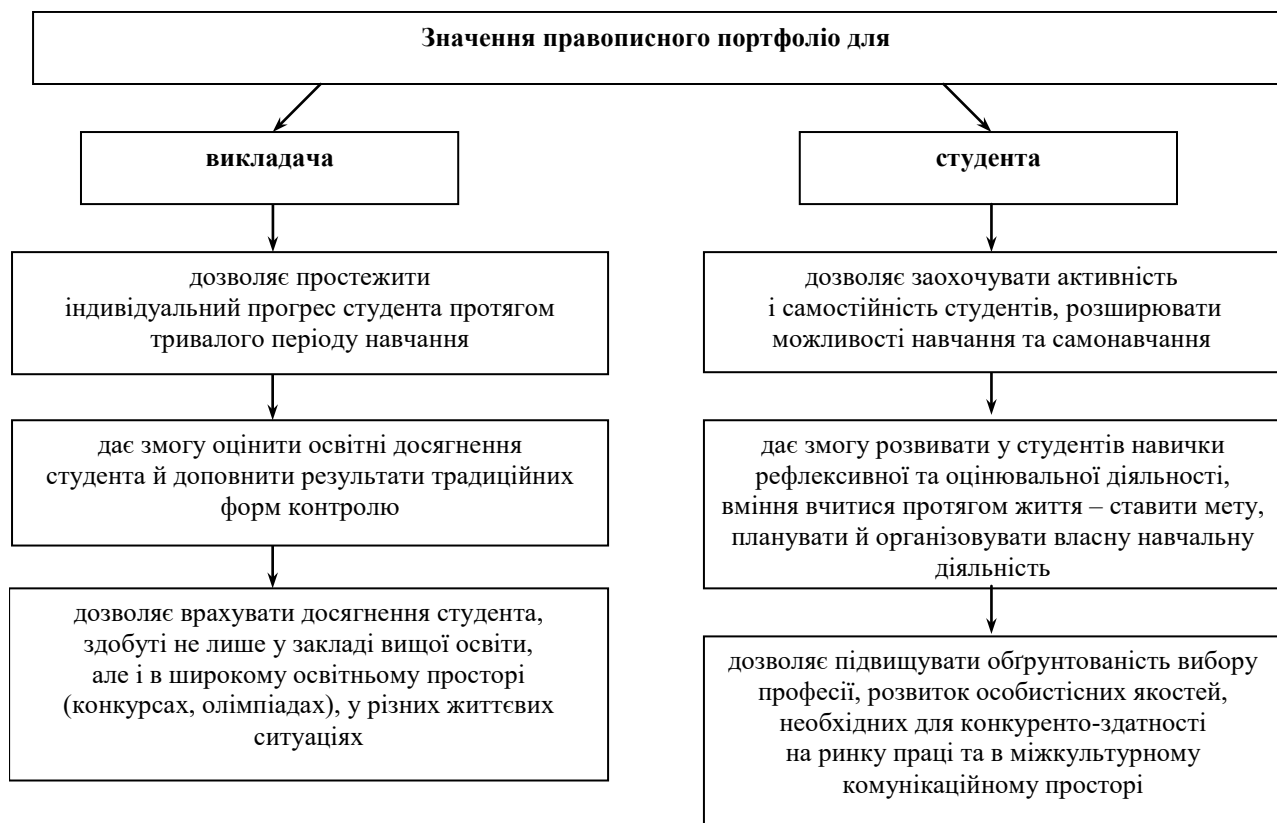 Значення правописного портфоліо для
викладача
дозволяє простежити
індивідуальний прогрес студента протягом
тривалого періоду навчання
дає змогу оцінити освітні досягнення
студента й доповнити результати традиційних
форм контролю
дозволяє врахувати досягнення студента,
здобуті не лише у закладі вищої освіти,
але і в широкому освітньому просторі
(конкурсах, олімпіадах), у різних життєвих
ситуаціях
студента
дозволяє заохочувати активність
і самостійність студентів, розширювати
можливості навчання та самонавчання
дає змогу розвивати у студентів навички
рефлексивної та оцінювальної діяльності,
вміння вчитися протягом життя – ставити мету,
планувати й організовувати власну навчальну
діяльність
дозволяє підвищувати обґрунтованість вибору
професії, розвиток особистісних якостей,
необхідних для конкуренто-здатності
на ринку праці та в міжкультурному
комунікаційному просторі